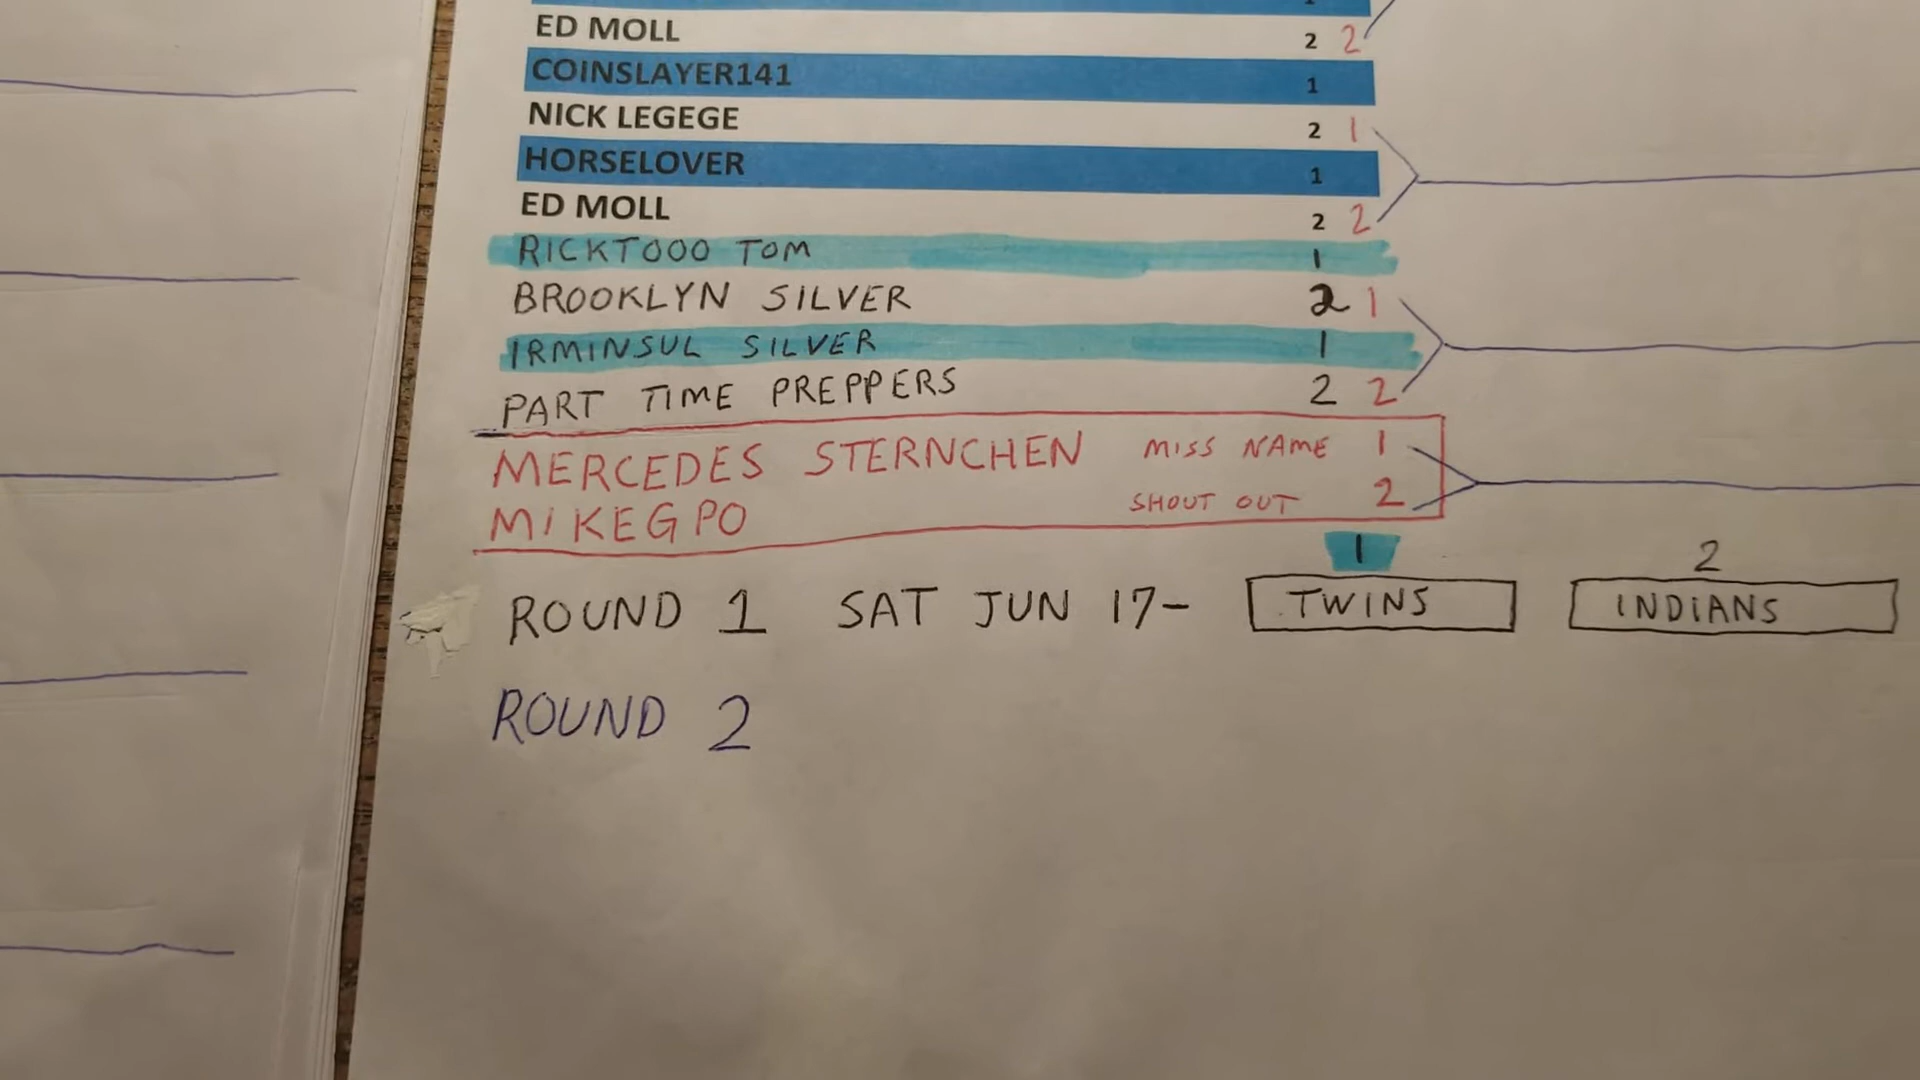 1
ED MOLL 2 2
COINSLAYER141 1
NICK LEGEGE 2 1
HORSELOVER 1
ED MOLL 2 2
RICKTOOO TOM 1
BROOKLYN SILVER 2 1
IRMINSUL SILVER 1
PART TIME PREPPERS 2 2
MERCEDES STERNCHEN MISS NAME 1
MIKEGPO SHOUT OUT 2
1 2
ROUND 1 SAT JUN 17- TWINS INDIANS
ROUND 2